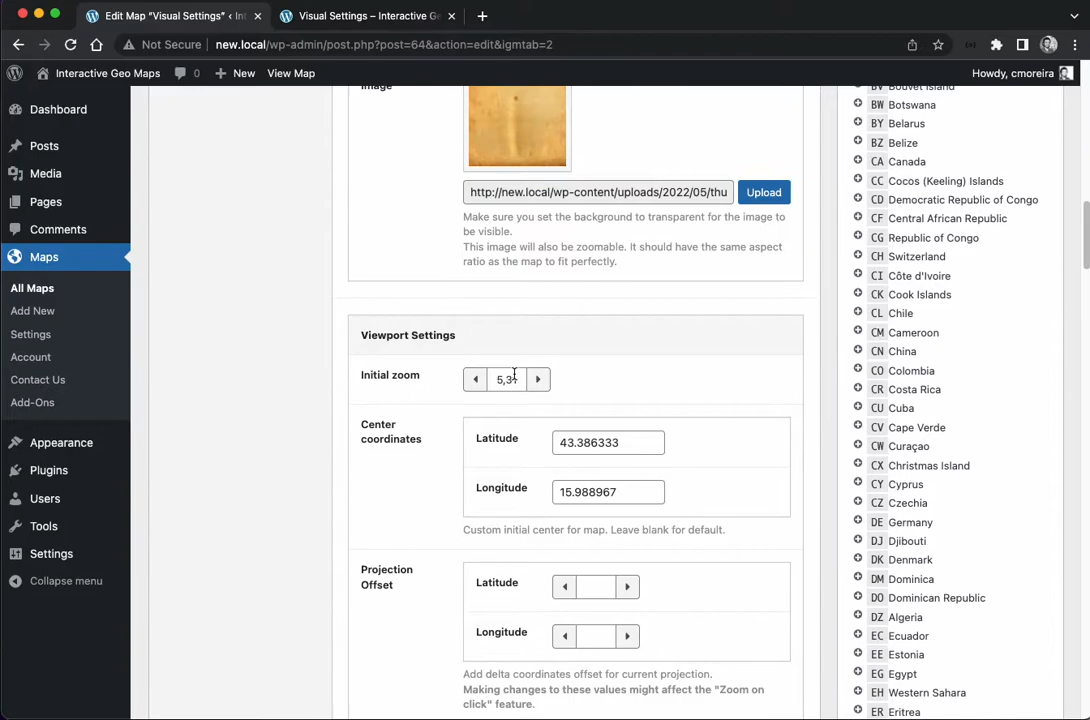 Edit Map "Visual Settings" ‹ Int
Visual Settings – Interactive Ge
Not Secure
new.local/wp-admin/post.php?post=64&action=edit&igmtab=2
Interactive Geo Maps
0
New
View Map
Howdy, cmoreira
Dashboard
Posts
Media
Pages
Comments
Maps
All Maps
Add New
Settings
Account
Contact Us
Add-Ons
Appearance
Plugins
Users
Tools
Settings
Collapse menu
Image
http://new.local/wp-content/uploads/2022/05/thu
Upload
Make sure you set the background to transparent for the image to
be visible.
This image will also be zoomable. It should have the same aspect
ratio as the map to fit perfectly.
Viewport Settings
Initial zoom
Center
coordinates
Latitude
43.386333
Longitude
15.988967
Custom initial center for map. Leave blank for default.
Projection
Offset
Latitude
Longitude
Add delta coordinates offset for current projection.
Making changes to these values might affect the "Zoom on
click" feature.
BV Bouvet Island
BW Botswana
BY Belarus
BZ Belize
CA Canada
CC Cocos (Keeling) Islands
CD Democratic Republic of Congo
CF Central African Republic
CG Republic of Congo
CH Switzerland
CI Côte d'Ivoire
CK Cook Islands
CL Chile
CM Cameroon
CN China
CO Colombia
CR Costa Rica
CU Cuba
CV Cape Verde
CW Curaçao
CX Christmas Island
CY Cyprus
CZ Czechia
DE Germany
DJ Djibouti
DK Denmark
DM Dominica
DO Dominican Republic
DZ Algeria
EC Ecuador
EE Estonia
EG Egypt
EH Western Sahara
ER Eritrea